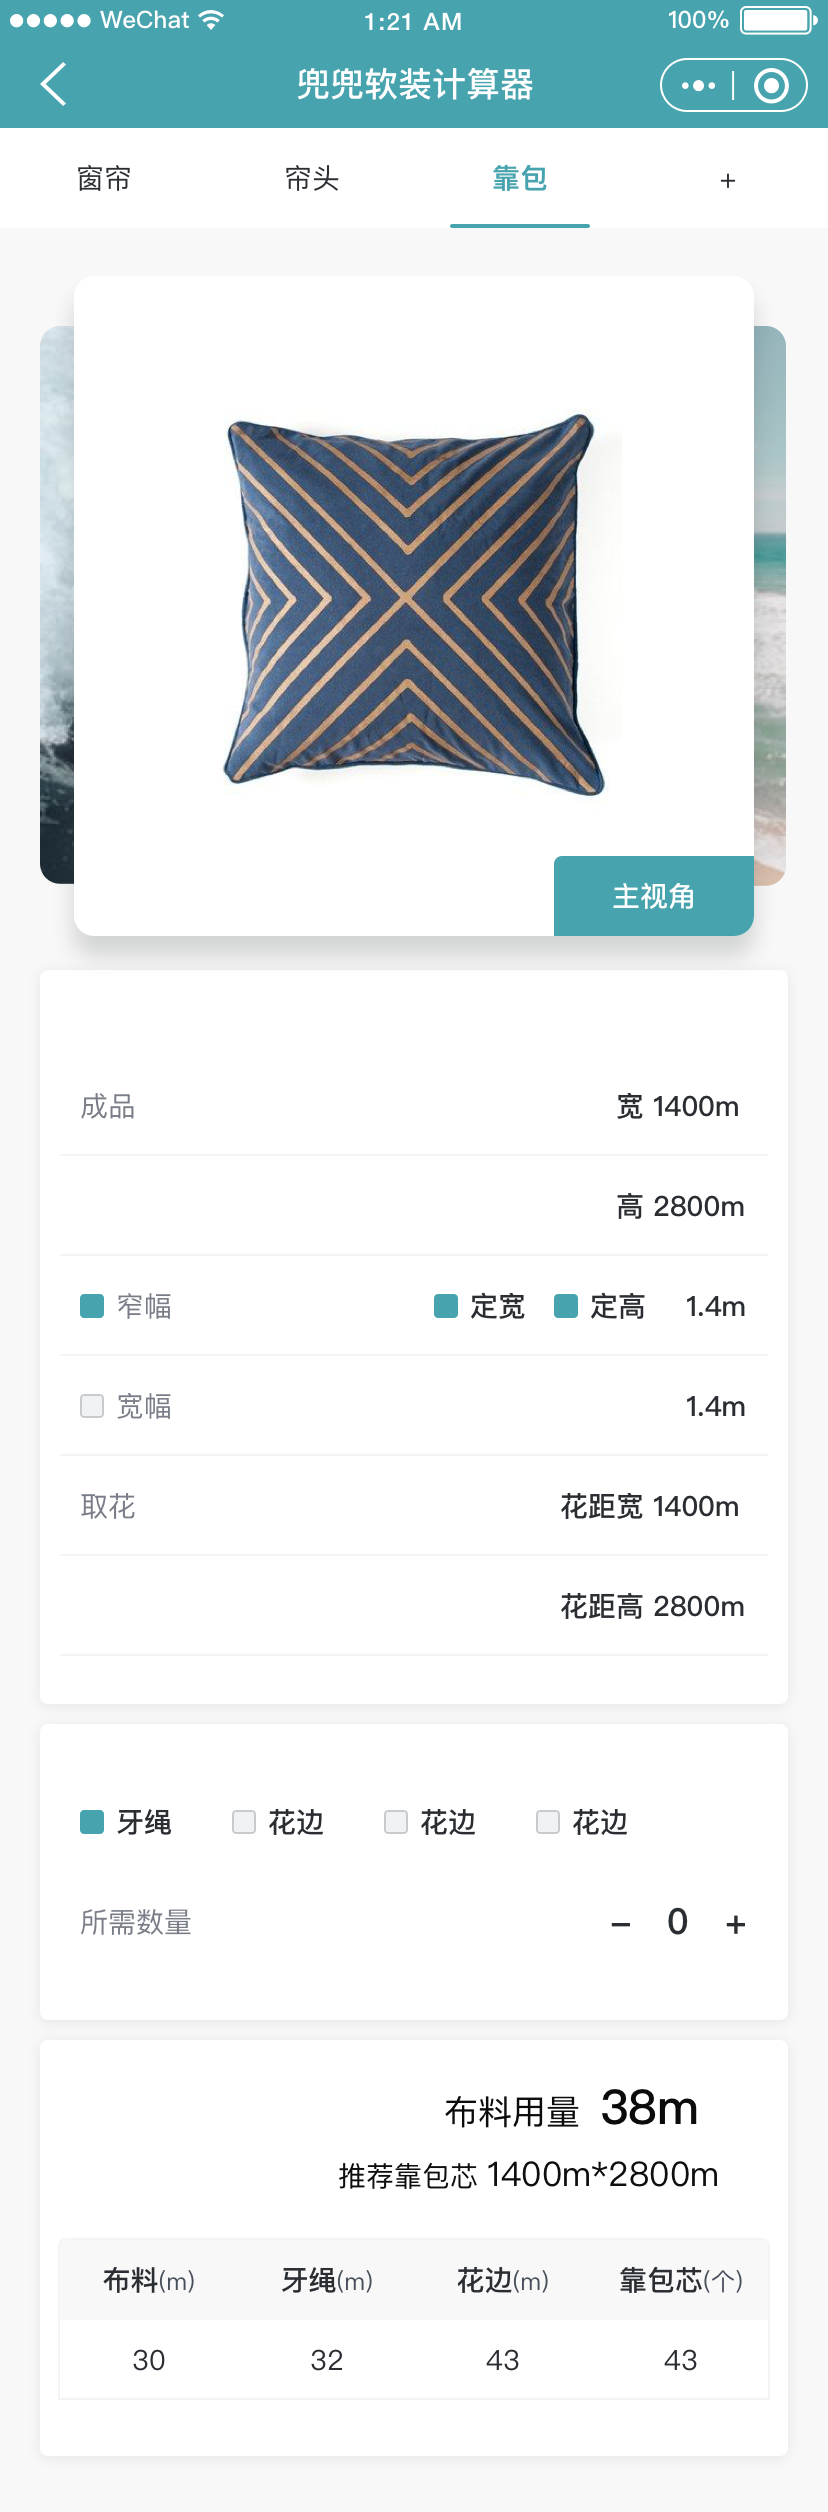 WeChat 1:21 AM 100%
兜兜软装计算器
窗帘 帘头 靠包 +
主视角
成品 宽 1400m
高 2800m
窄幅 定宽 定高 1.4m
宽幅 1.4m
取花 花距宽 1400m
花距高 2800m
牙绳 花边 花边 花边
所需数量 − 0 +
布料用量 38m
推荐靠包芯 1400m*2800m
布料(m) 牙绳(m) 花边(m) 靠包芯(个)
30 32 43 43